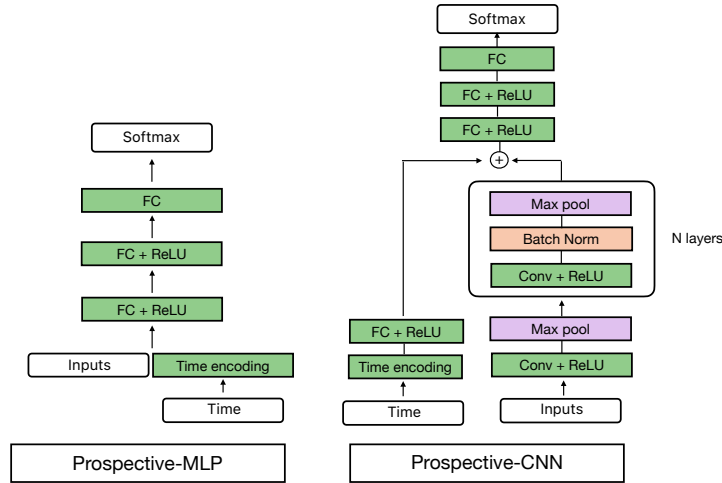 Softmax
FC
FC + ReLU
FC + ReLU
Inputs
Time encoding
Time
Prospective-MLP
Softmax
FC
FC + ReLU
FC + ReLU
+
Max pool
Batch Norm
Conv + ReLU
N layers
FC + ReLU
Time encoding
Time
Max pool
Conv + ReLU
Inputs
Prospective-CNN